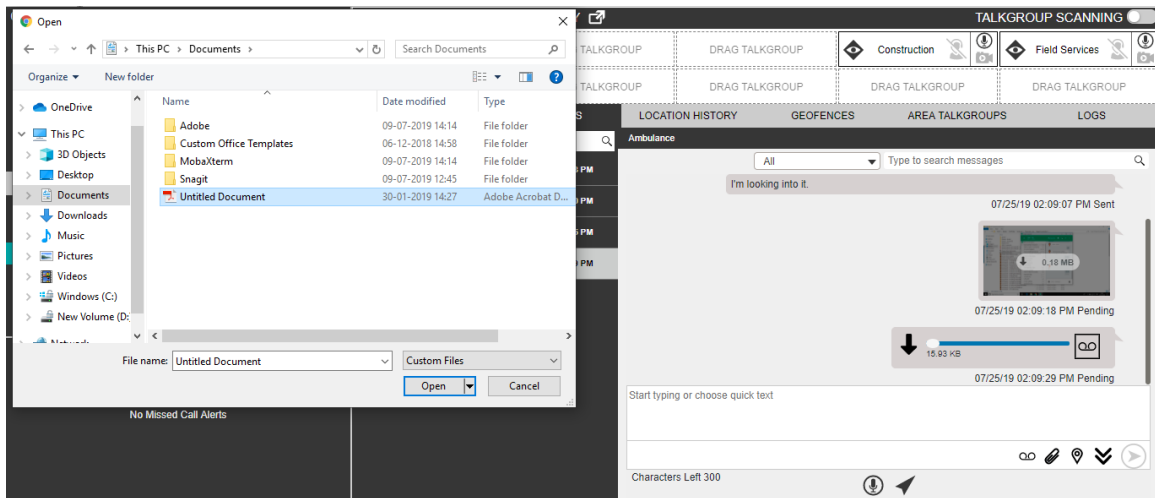 Open
TALKGROUP SCANNING
This PC > Documents >
Search Documents
TALKGROUP
DRAG TALKGROUP
Construction
Field Services
Organize
New folder
TALKGROUP
DRAG TALKGROUP
DRAG TALKGROUP
DRAG TALKGROUP
Name
Date modified
Type
OneDrive
This PC
3D Objects
Desktop
Documents
Downloads
Music
Pictures
Videos
Windows (C:)
New Volume (D:
Adobe 09-07-2019 14:14 File folder
Custom Office Templates 06-12-2018 14:58 File folder
MobaXterm 09-07-2019 14:14 File folder
Snagit 09-07-2019 12:45 File folder
Untitled Document 30-01-2019 14:27 Adobe Acrobat D...
File name: Untitled Document
Custom Files
Open
Cancel
No Missed Call Alerts
S
LOCATION HISTORY
GEOFENCES
AREA TALKGROUPS
LOGS
Ambulance
PM
PM
PM
PM
All
Type to search messages
I'm looking into it.
07/25/19 02:09:07 PM Sent
0.18 MB
07/25/19 02:09:18 PM Pending
15.93 KB
07/25/19 02:09:29 PM Pending
Start typing or choose quick text
Characters Left 300